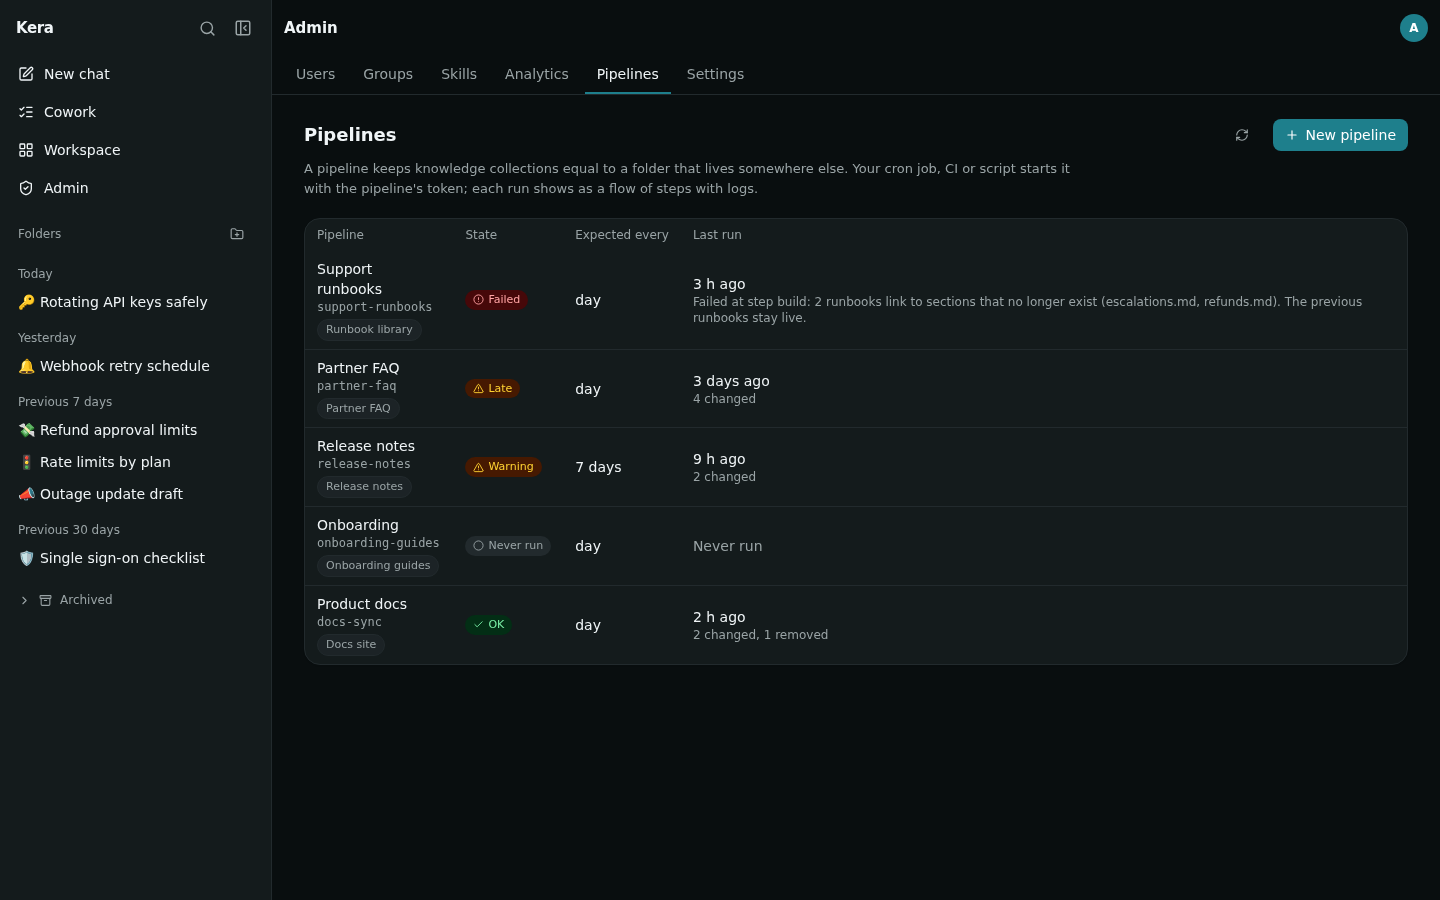 Kera
Admin
A
New chat
Cowork
Workspace
Admin
Folders
Today
🔑 Rotating API keys safely
Yesterday
🔔 Webhook retry schedule
Previous 7 days
💸 Refund approval limits
🚦 Rate limits by plan
📣 Outage update draft
Previous 30 days
🛡️ Single sign-on checklist
Archived
Users Groups Skills Analytics Pipelines Settings
Pipelines
New pipeline
A pipeline keeps knowledge collections equal to a folder that lives somewhere else. Your cron job, CI or script starts it
with the pipeline's token; each run shows as a flow of steps with logs.
Pipeline State Expected every Last run
Support
runbooks
support-runbooks
Runbook library
Failed
day
3 h ago
Failed at step build: 2 runbooks link to sections that no longer exist (escalations.md, refunds.md). The previous
runbooks stay live.
Partner FAQ
partner-faq
Partner FAQ
Late
day
3 days ago
4 changed
Release notes
release-notes
Release notes
Warning
7 days
9 h ago
2 changed
Onboarding
onboarding-guides
Onboarding guides
Never run
day
Never run
Product docs
docs-sync
Docs site
OK
day
2 h ago
2 changed, 1 removed